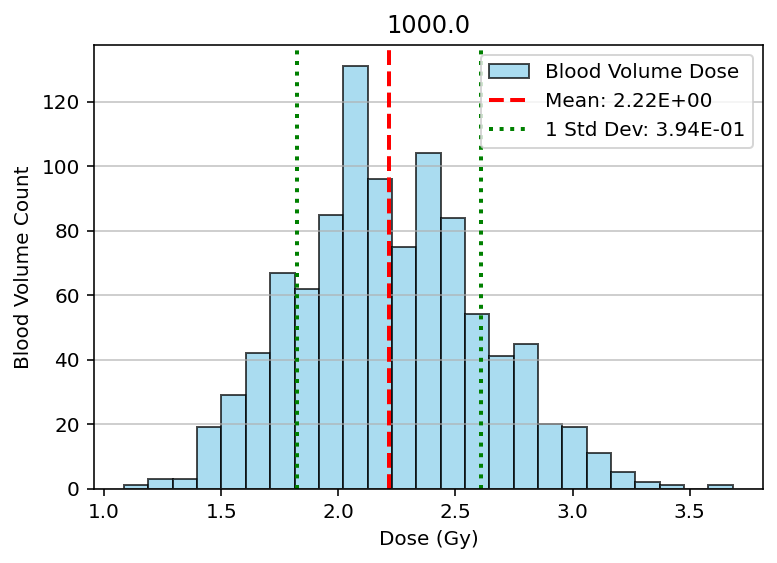 1000.0
Blood Volume Dose
Mean: 2.22E+00
1 Std Dev: 3.94E-01
Blood Volume Count
120
100
80
60
40
20
0
1.0 1.5 2.0 2.5 3.0 3.5
Dose (Gy)